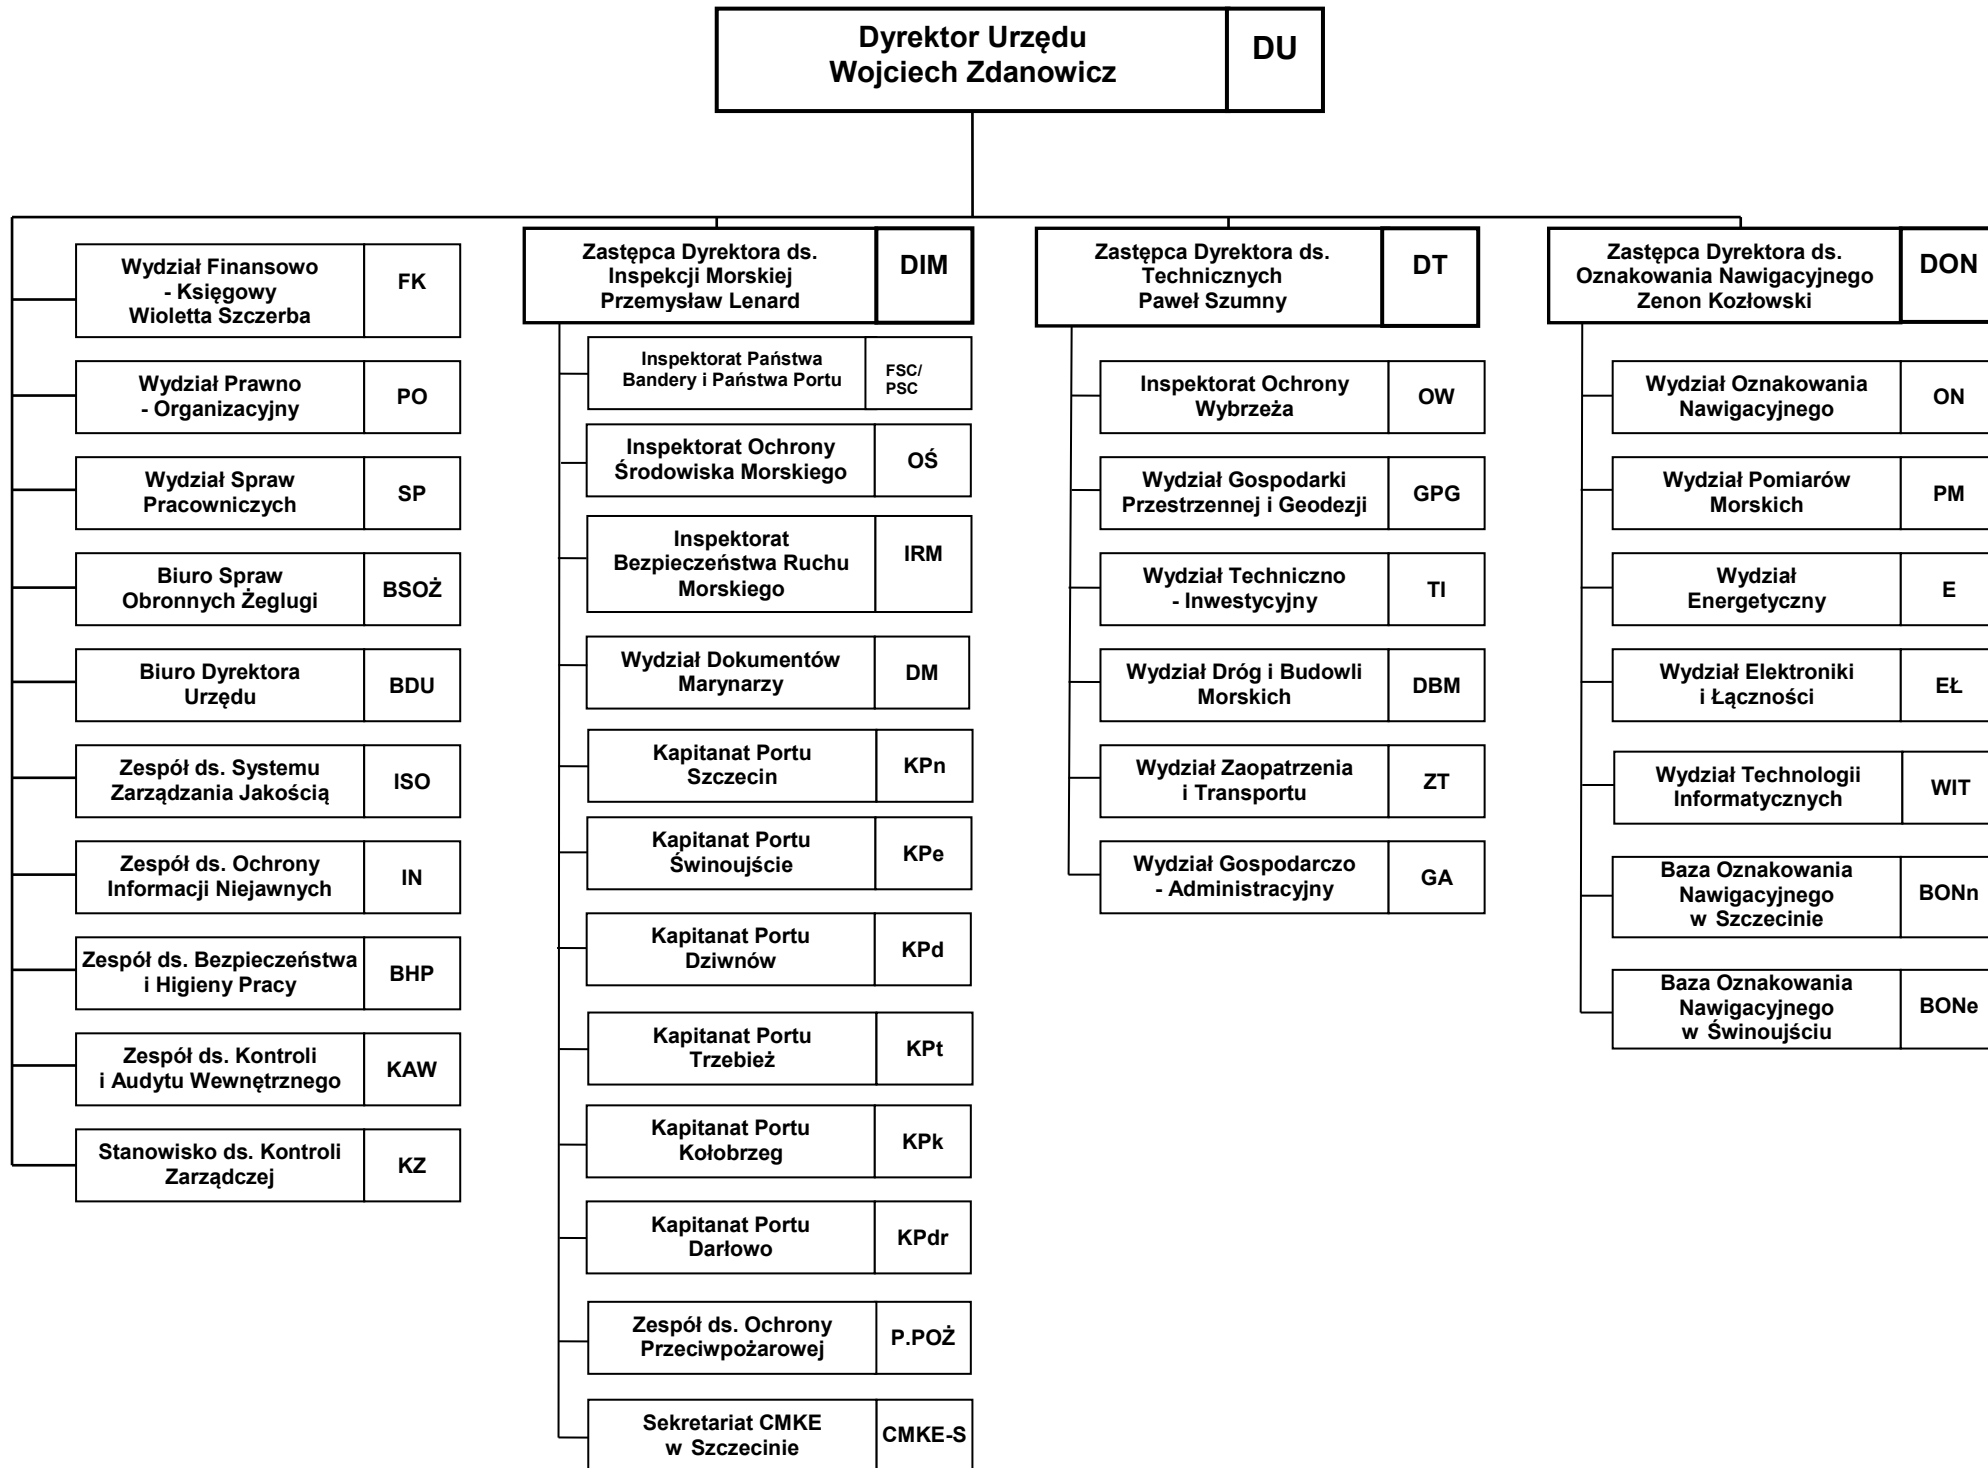 Dyrektor Urzędu
Wojciech Zdanowicz
DU
Wydział Finansowo
- Księgowy
Wioletta Szczerba
FK
Wydział Prawno
- Organizacyjny
PO
Wydział Spraw
Pracowniczych
SP
Biuro Spraw
Obronnych Żeglugi
BSOŻ
Biuro Dyrektora
Urzędu
BDU
Zespół ds. Systemu
Zarządzania Jakością
ISO
Zespół ds. Ochrony
Informacji Niejawnych
IN
Zespół ds. Bezpieczeństwa
i Higieny Pracy
BHP
Zespół ds. Kontroli
i Audytu Wewnętrznego
KAW
Stanowisko ds. Kontroli
Zarządczej
KZ
Zastępca Dyrektora ds.
Inspekcji Morskiej
Przemysław Lenard
DIM
Inspektorat Państwa
Bandery i Państwa Portu
FSC/
PSC
Inspektorat Ochrony
Środowiska Morskiego
OŚ
Inspektorat
Bezpieczeństwa Ruchu
Morskiego
IRM
Wydział Dokumentów
Marynarzy
DM
Kapitanat Portu
Szczecin
KPn
Kapitanat Portu
Świnoujście
KPe
Kapitanat Portu
Dziwnów
KPd
Kapitanat Portu
Trzebież
KPt
Kapitanat Portu
Kołobrzeg
KPk
Kapitanat Portu
Darłowo
KPdr
Zespół ds. Ochrony
Przeciwpożarowej
P.POŻ
Sekretariat CMKE
w Szczecinie
CMKE-S
Zastępca Dyrektora ds.
Technicznych
Paweł Szumny
DT
Inspektorat Ochrony
Wybrzeża
OW
Wydział Gospodarki
Przestrzennej i Geodezji
GPG
Wydział Techniczno
- Inwestycyjny
TI
Wydział Dróg i Budowli
Morskich
DBM
Wydział Zaopatrzenia
i Transportu
ZT
Wydział Gospodarczo
- Administracyjny
GA
Zastępca Dyrektora ds.
Oznakowania Nawigacyjnego
Zenon Kozłowski
DON
Wydział Oznakowania
Nawigacyjnego
ON
Wydział Pomiarów
Morskich
PM
Wydział
Energetyczny
E
Wydział Elektroniki
i Łączności
EŁ
Wydział Technologii
Informatycznych
WIT
Baza Oznakowania
Nawigacyjnego
w Szczecinie
BONn
Baza Oznakowania
Nawigacyjnego
w Świnoujściu
BONe